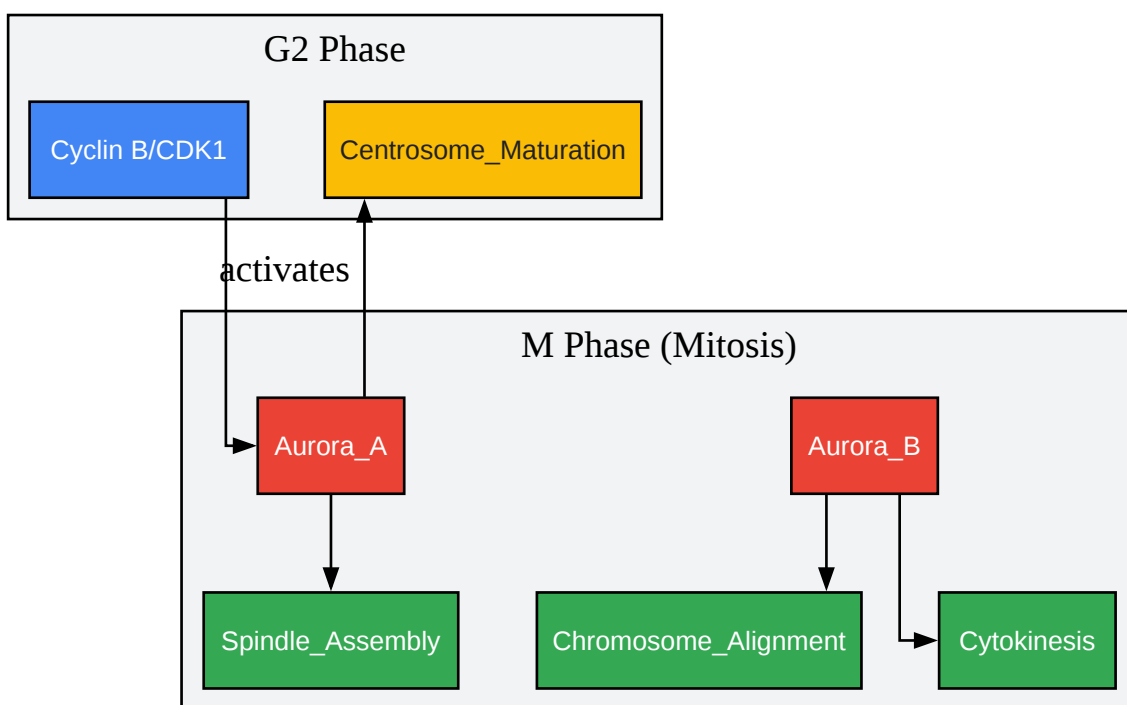 G2 Phase
Cyclin B/CDK1
Centrosome_Maturation
activates
M Phase (Mitosis)
Aurora_A
Aurora_B
Spindle_Assembly
Chromosome_Alignment
Cytokinesis